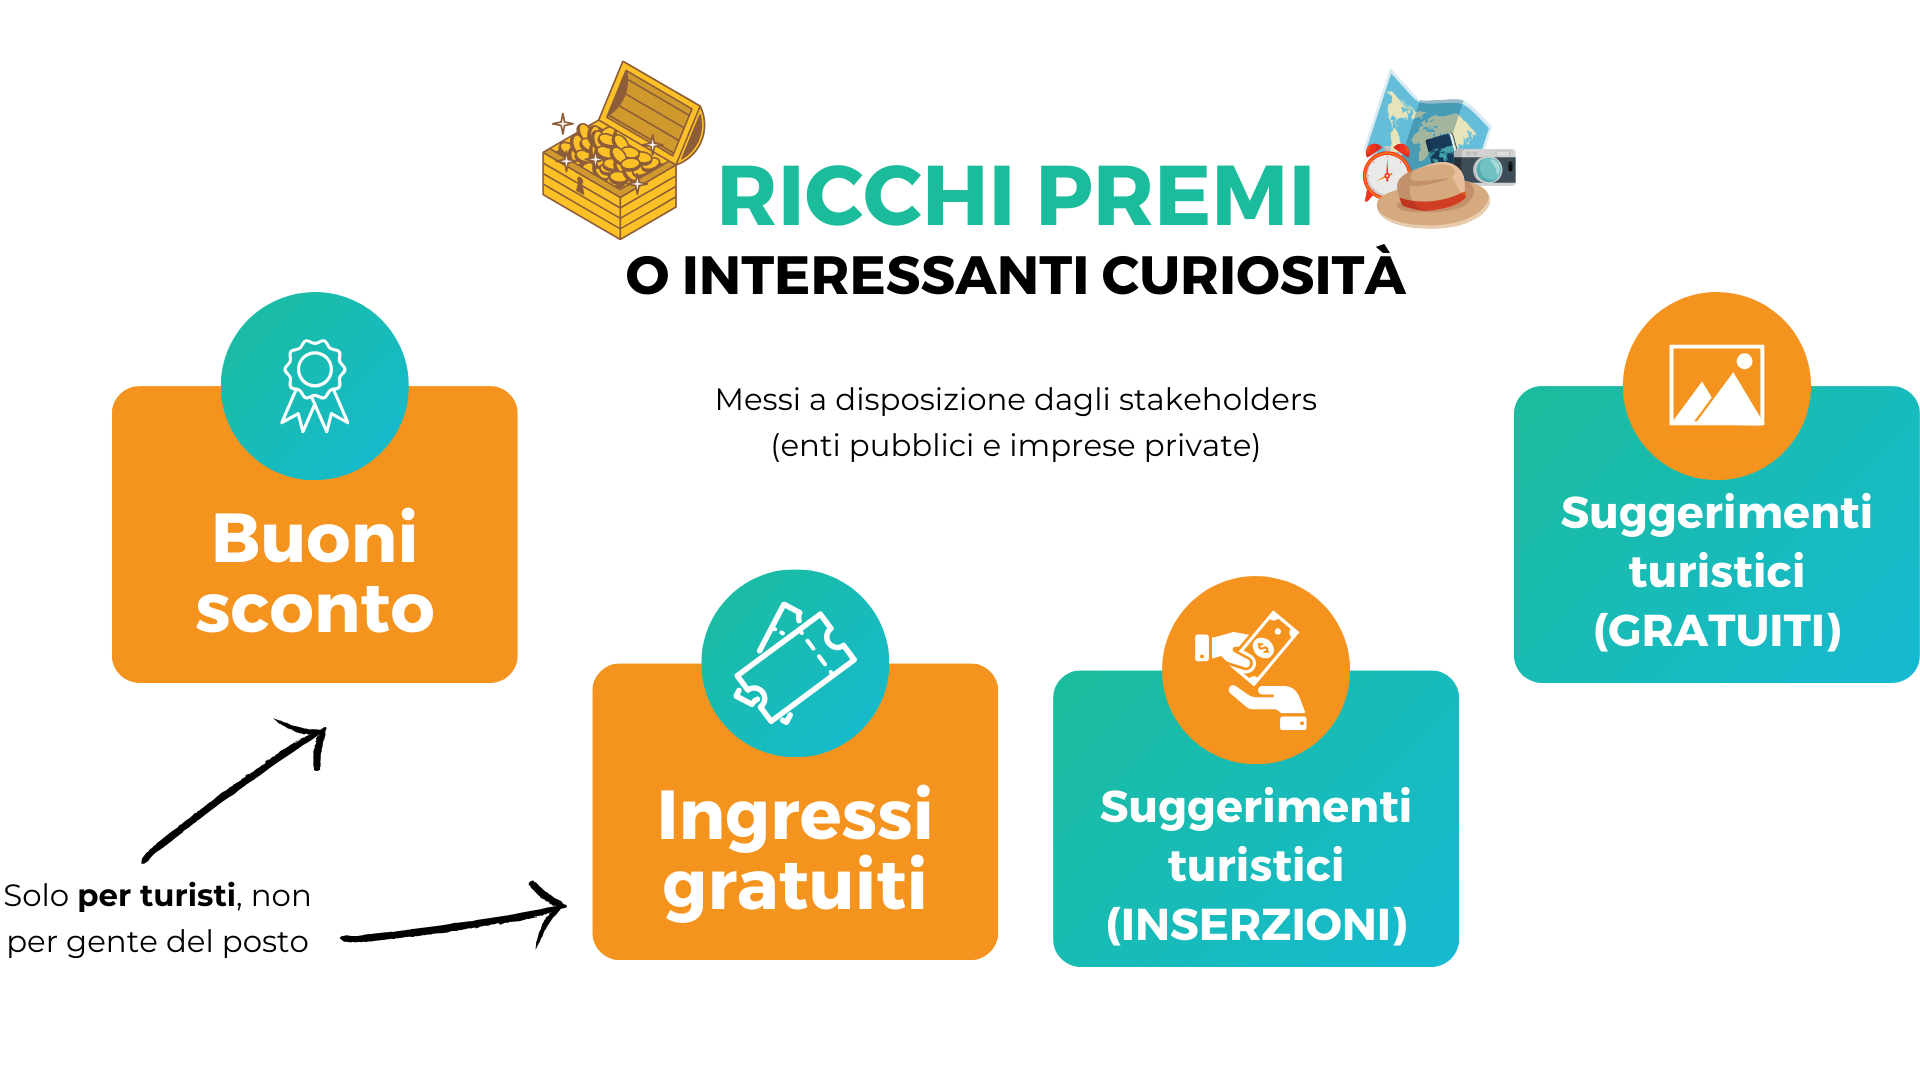 RICCHI PREMI
O INTERESSANTI CURIOSITÀ
Messi a disposizione dagli stakeholders
(enti pubblici e imprese private)
Buoni
sconto
Ingressi
gratuiti
Suggerimenti
turistici
(INSERZIONI)
Suggerimenti
turistici
(GRATUITI)
Solo per turisti, non
per gente del posto